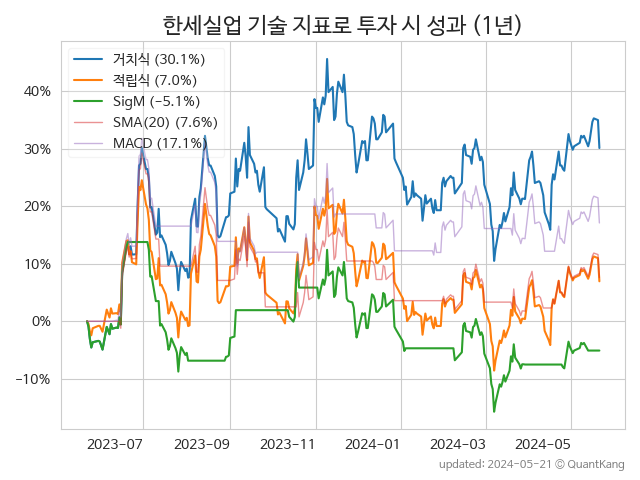 한세실업 기술 지표로 투자 시 성과 (1년)
거치식 (30.1%)
적립식 (7.0%)
SigM (−5.1%)
SMA(20) (7.6%)
MACD (17.1%)
40%
30%
20%
10%
0%
−10%
2023-07
2023-09
2023-11
2024-01
2024-03
2024-05
updated: 2024-05-21 © QuantKang